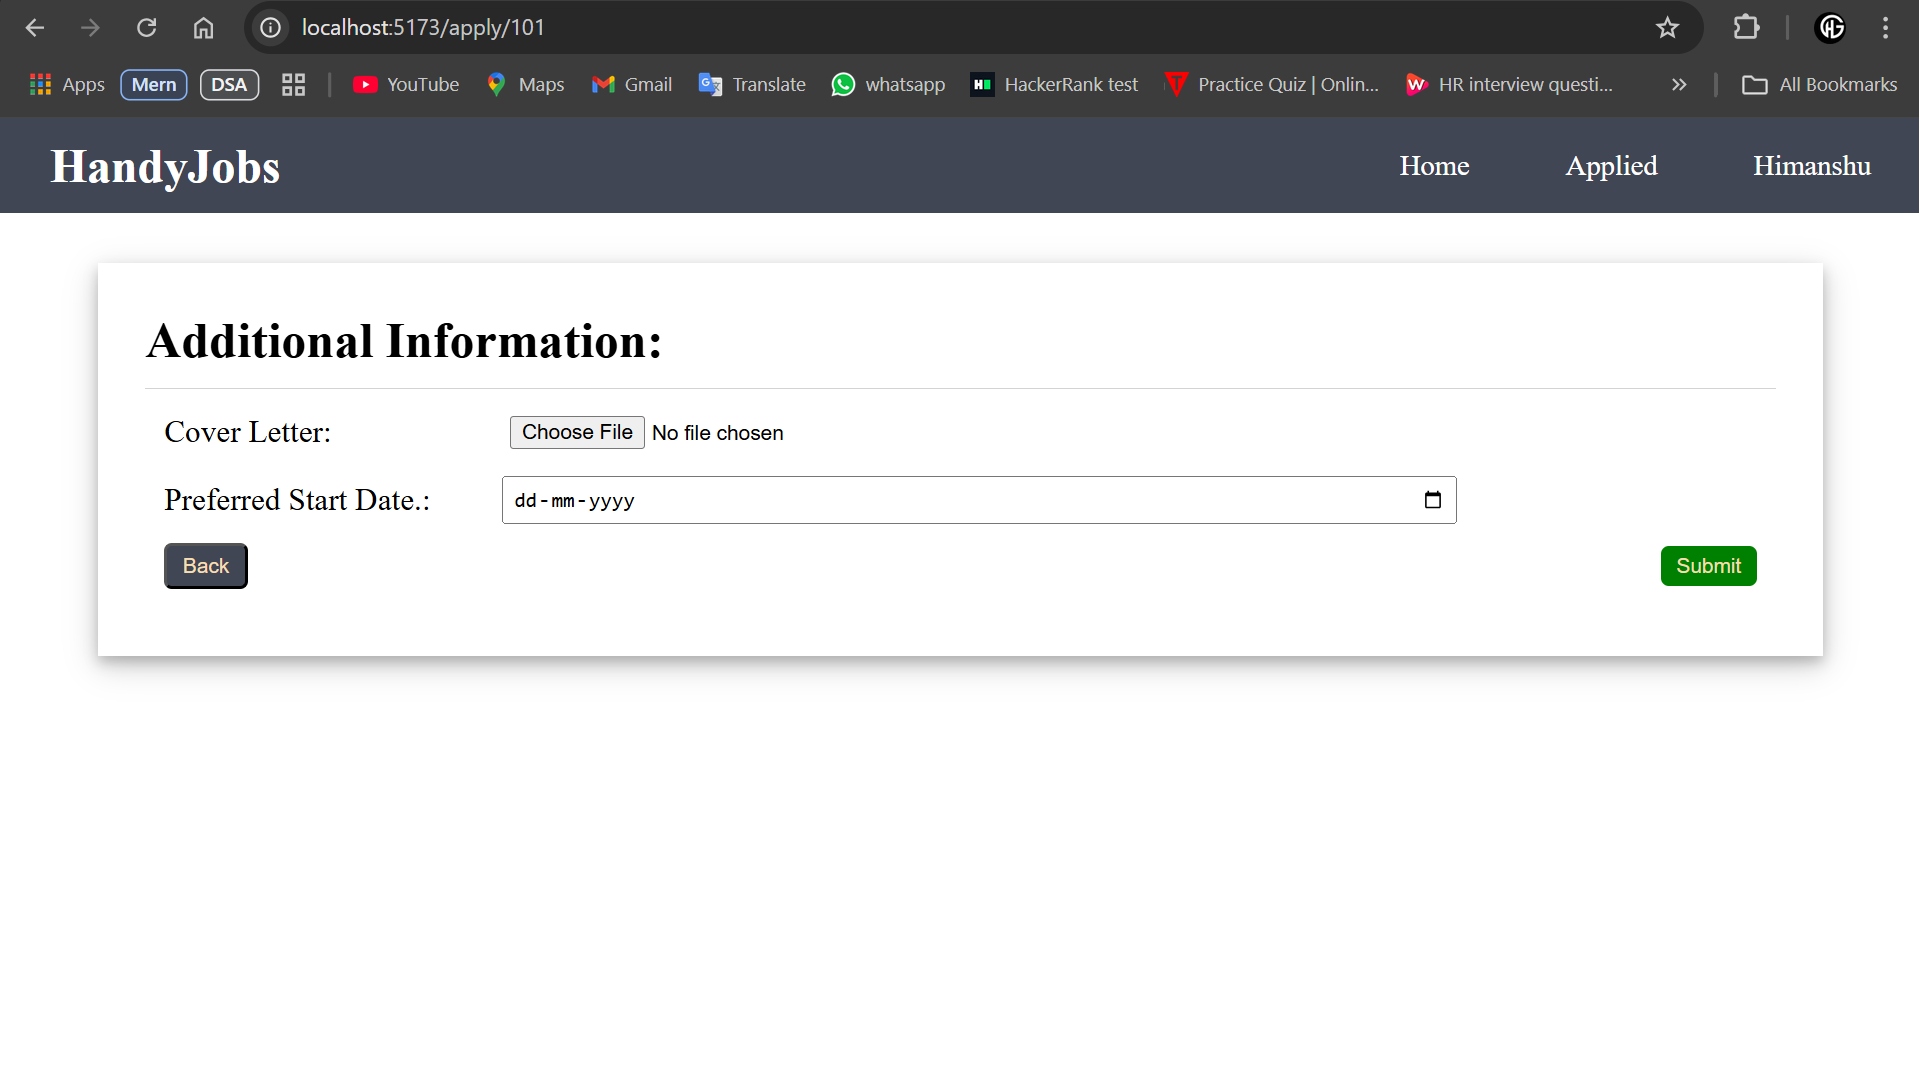 localhost:5173/apply/101
Apps Mern DSA YouTube Maps Gmail Translate whatsapp HackerRank test Practice Quiz | Onlin... HR interview questi... » All Bookmarks
HandyJobs Home Applied Himanshu
Additional Information:
Cover Letter: Choose File No file chosen
Preferred Start Date.: dd-mm-yyyy
Back Submit